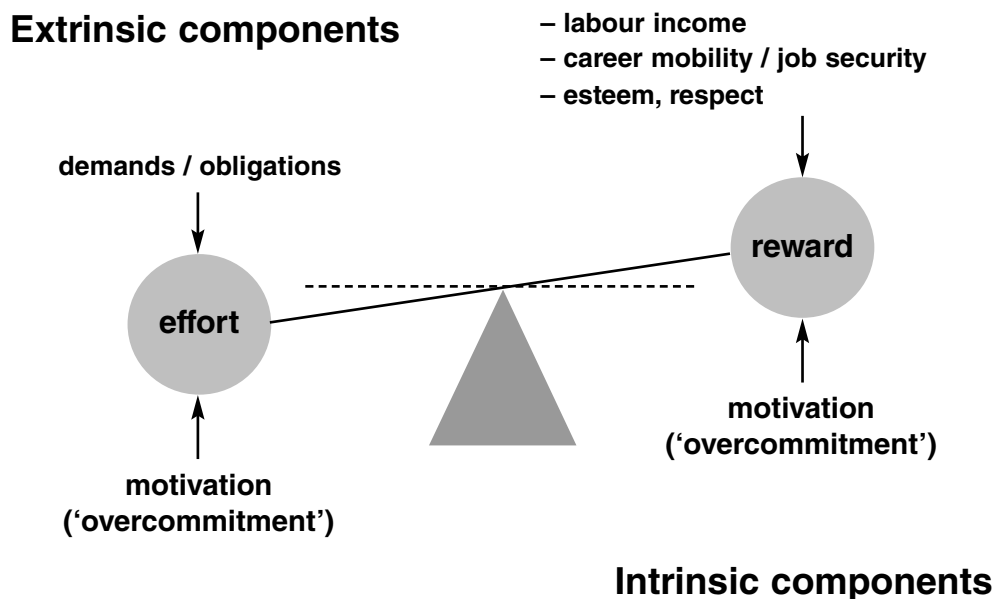 Extrinsic components
– labour income
– career mobility / job security
– esteem, respect
demands / obligations
reward
effort
motivation
(‘overcommitment’)
motivation
(‘overcommitment’)
Intrinsic components